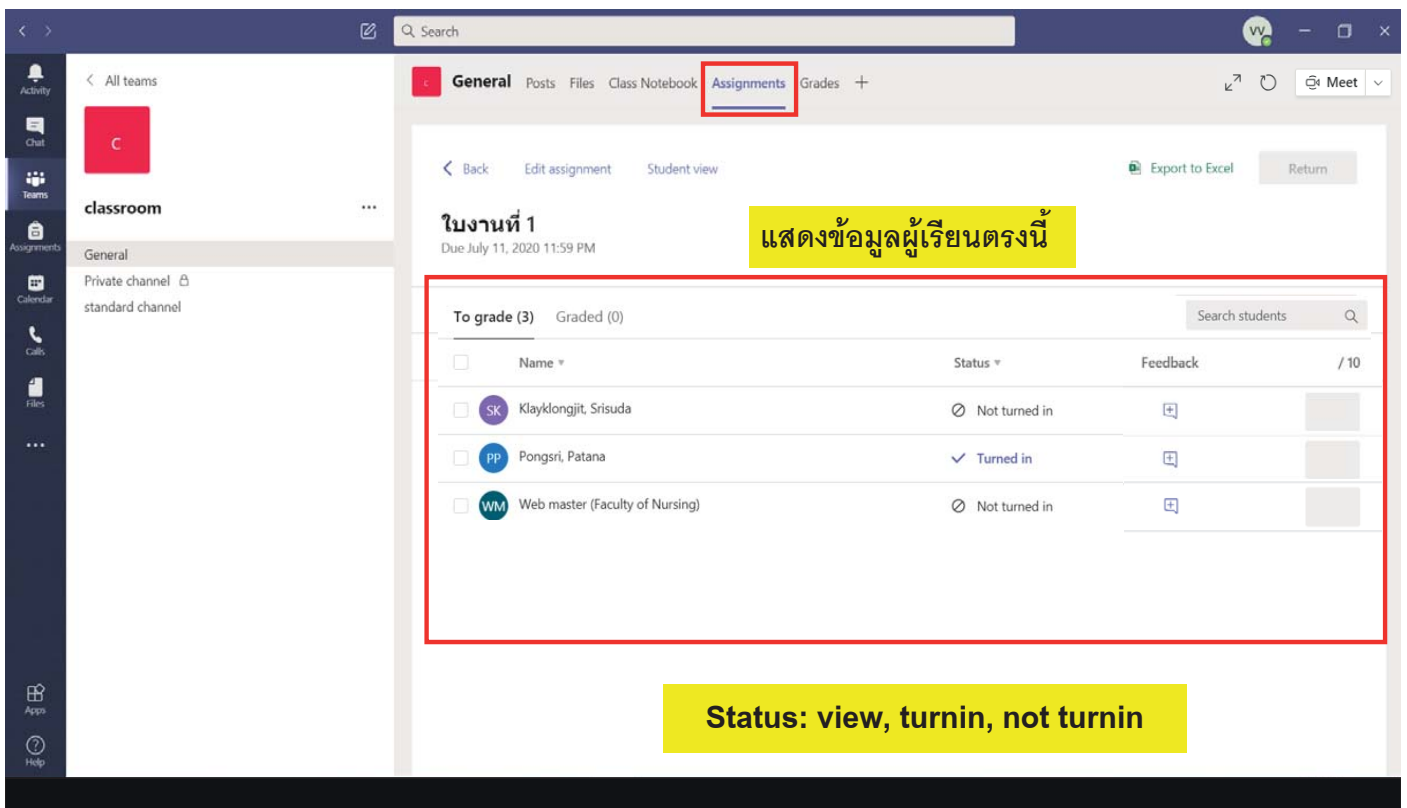 Search
VV
Activity
Chat
Teams
Assignments
Calendar
Calls
Files
Apps
Help
All teams
C
classroom
General
Private channel
standard channel
c General Posts Files Class Notebook Assignments Grades +
Meet
Back Edit assignment Student view
Export to Excel Return
ใบงานที่ 1
Due July 11, 2020 11:59 PM
แสดงข้อมูลผู้เรียนตรงนี้
To grade (3) Graded (0) Search students
Name Status Feedback / 10
SK Klayklongjit, Srisuda Not turned in
PP Pongsri, Patana Turned in
WM Web master (Faculty of Nursing) Not turned in
Status: view, turnin, not turnin